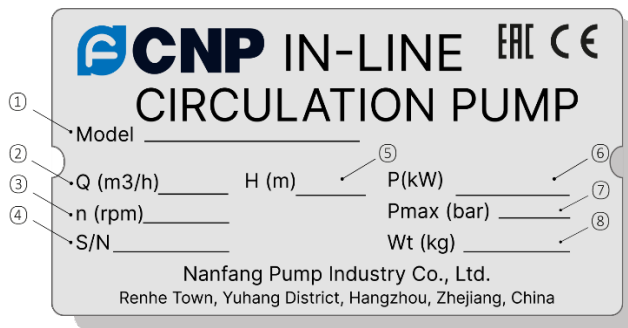 CNP IN-LINE EAC CE
CIRCULATION PUMP
① Model
② Q (m3/h) H (m) ⑤ P(kW) ⑥
③ n (rpm) Pmax (bar) ⑦
④ S/N Wt (kg) ⑧
Nanfang Pump Industry Co., Ltd.
Renhe Town, Yuhang District, Hangzhou, Zhejiang, China